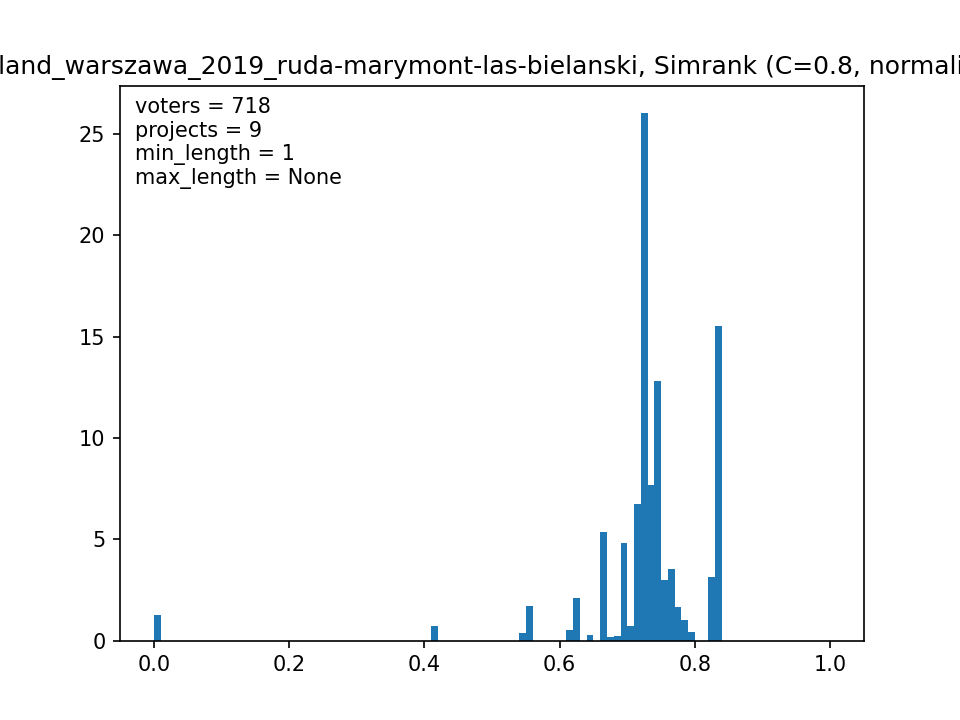 land_warszawa_2019_ruda-marymont-las-bielanski, Simrank (C=0.8, normali
voters = 718
projects = 9
min_length = 1
max_length = None
25
20
15
10
5
0
0.0 0.2 0.4 0.6 0.8 1.0